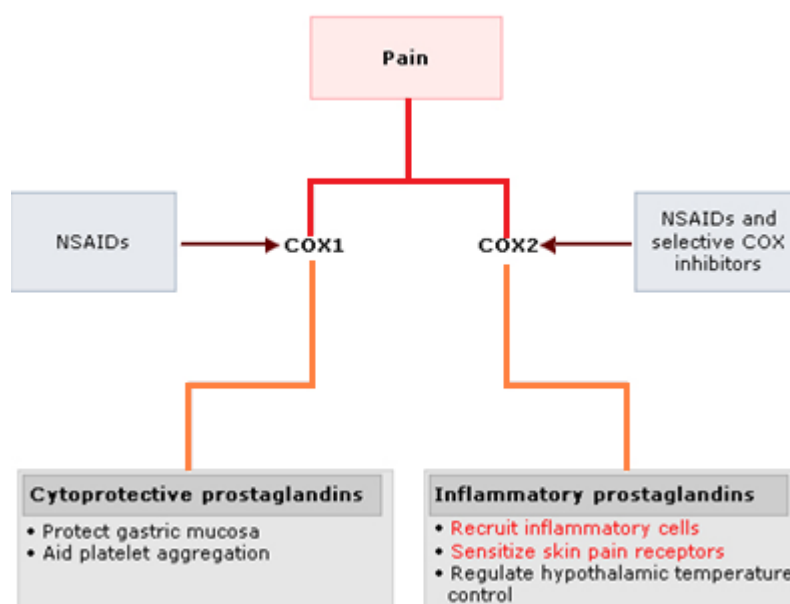 Pain
NSAIDs
COX1
COX2
NSAIDs and
selective COX
inhibitors
Cytoprotective prostaglandins
• Protect gastric mucosa
• Aid platelet aggregation
Inflammatory prostaglandins
• Recruit inflammatory cells
• Sensitize skin pain receptors
• Regulate hypothalamic temperature
control